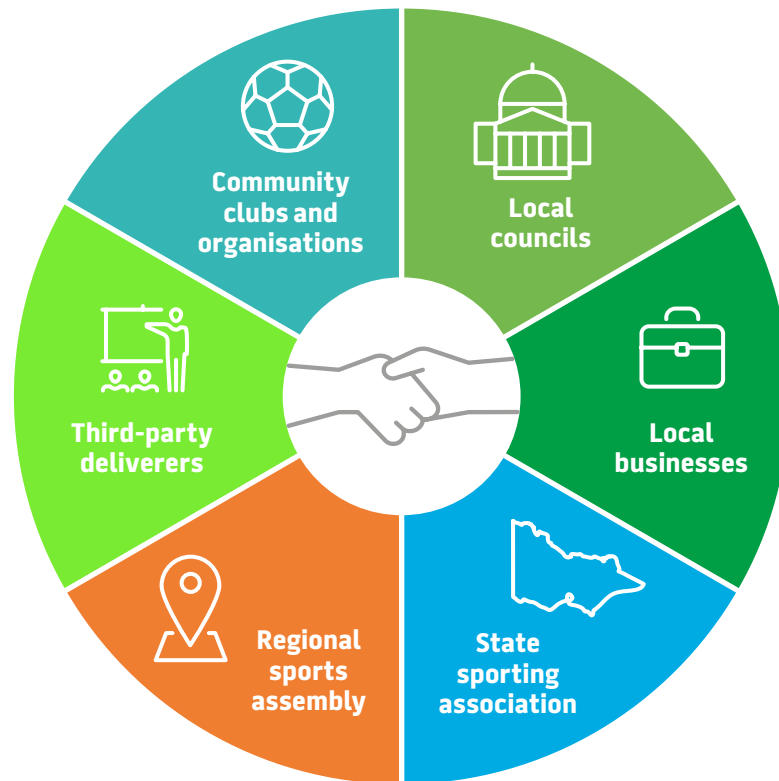 Community
clubs and
organisations
Local
councils
Third-party
deliverers
Local
businesses
Regional
sports
assembly
State
sporting
association